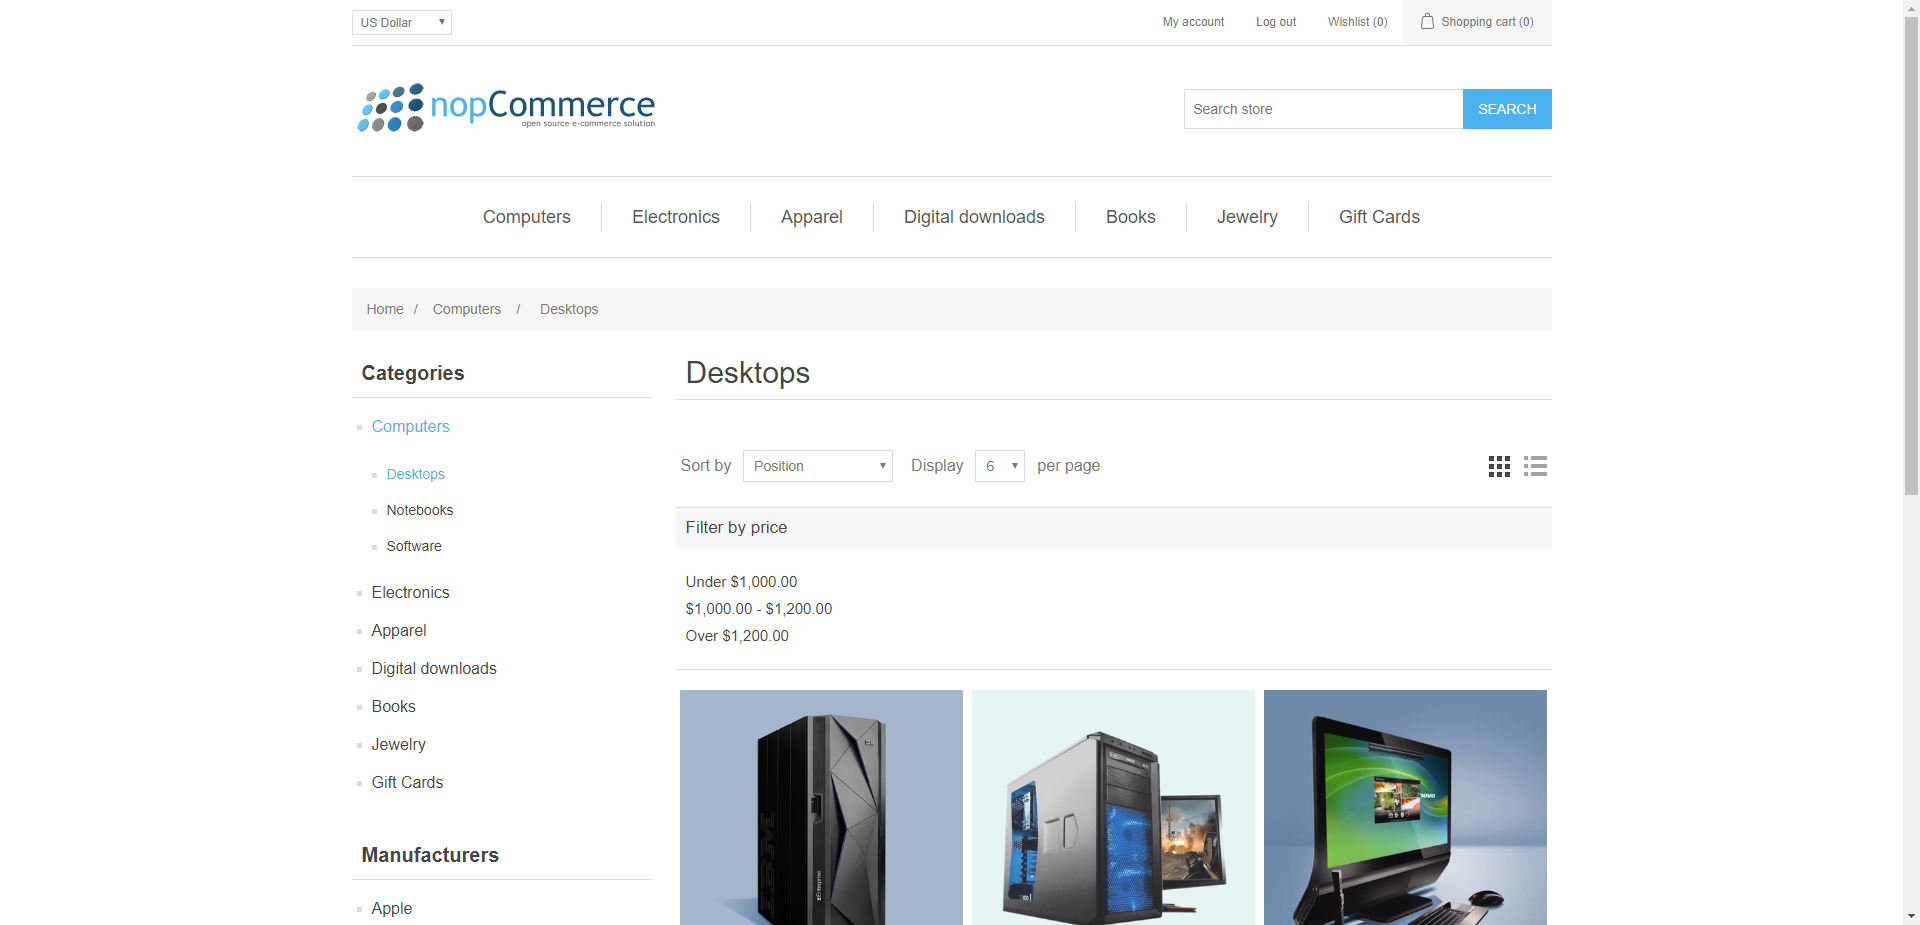 US Dollar
My account
Log out
Wishlist (0)
Shopping cart (0)
nopCommerce
open source e-commerce solution
Search store
SEARCH
Computers
Electronics
Apparel
Digital downloads
Books
Jewelry
Gift Cards
Home / Computers / Desktops
Categories
Computers
Desktops
Notebooks
Software
Electronics
Apparel
Digital downloads
Books
Jewelry
Gift Cards
Manufacturers
Apple
Desktops
Sort by Position Display 6 per page
Filter by price
Under $1,000.00
$1,000.00 - $1,200.00
Over $1,200.00
IBM
zEnterprise